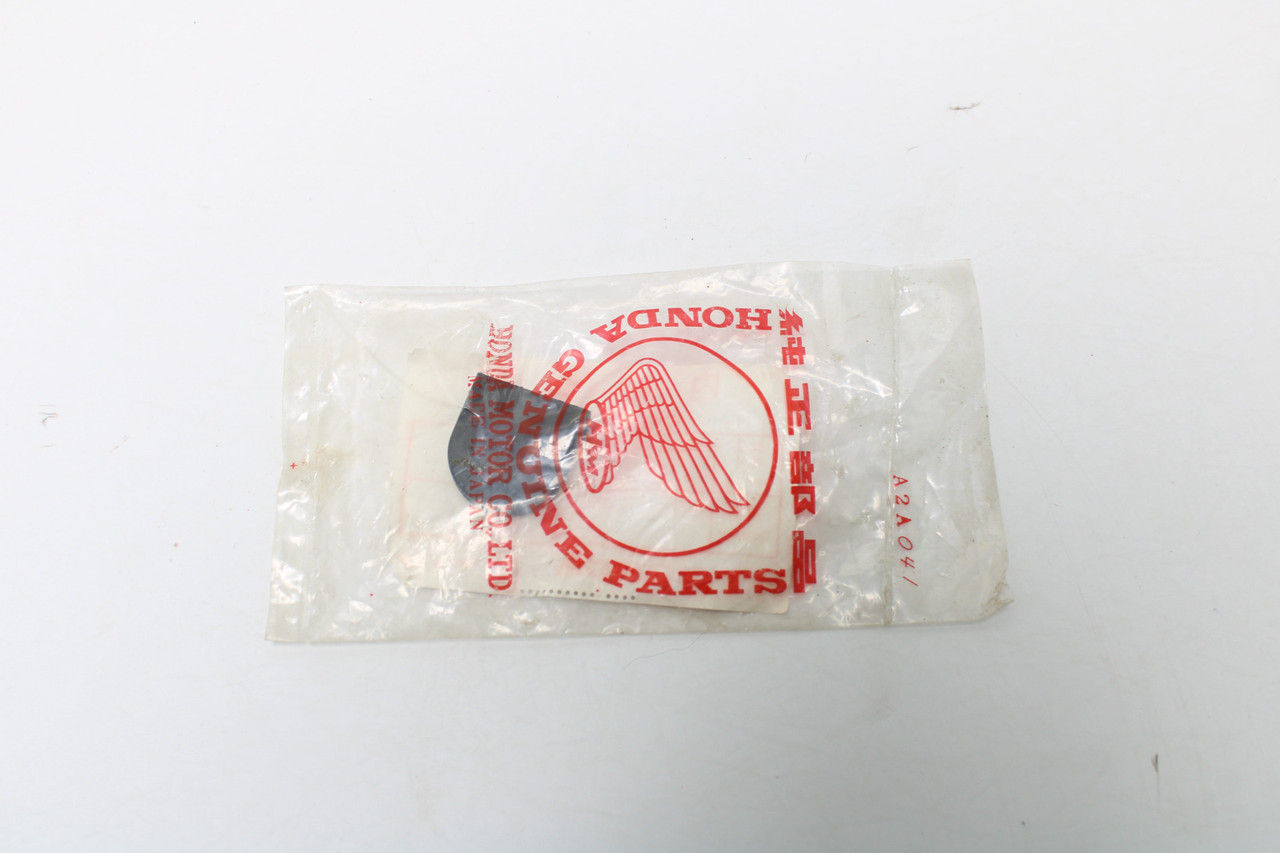 純正部品
HONDA GENUINE PARTS
HONDA MOTOR CO., LTD
MADE IN JAPAN
A2A041